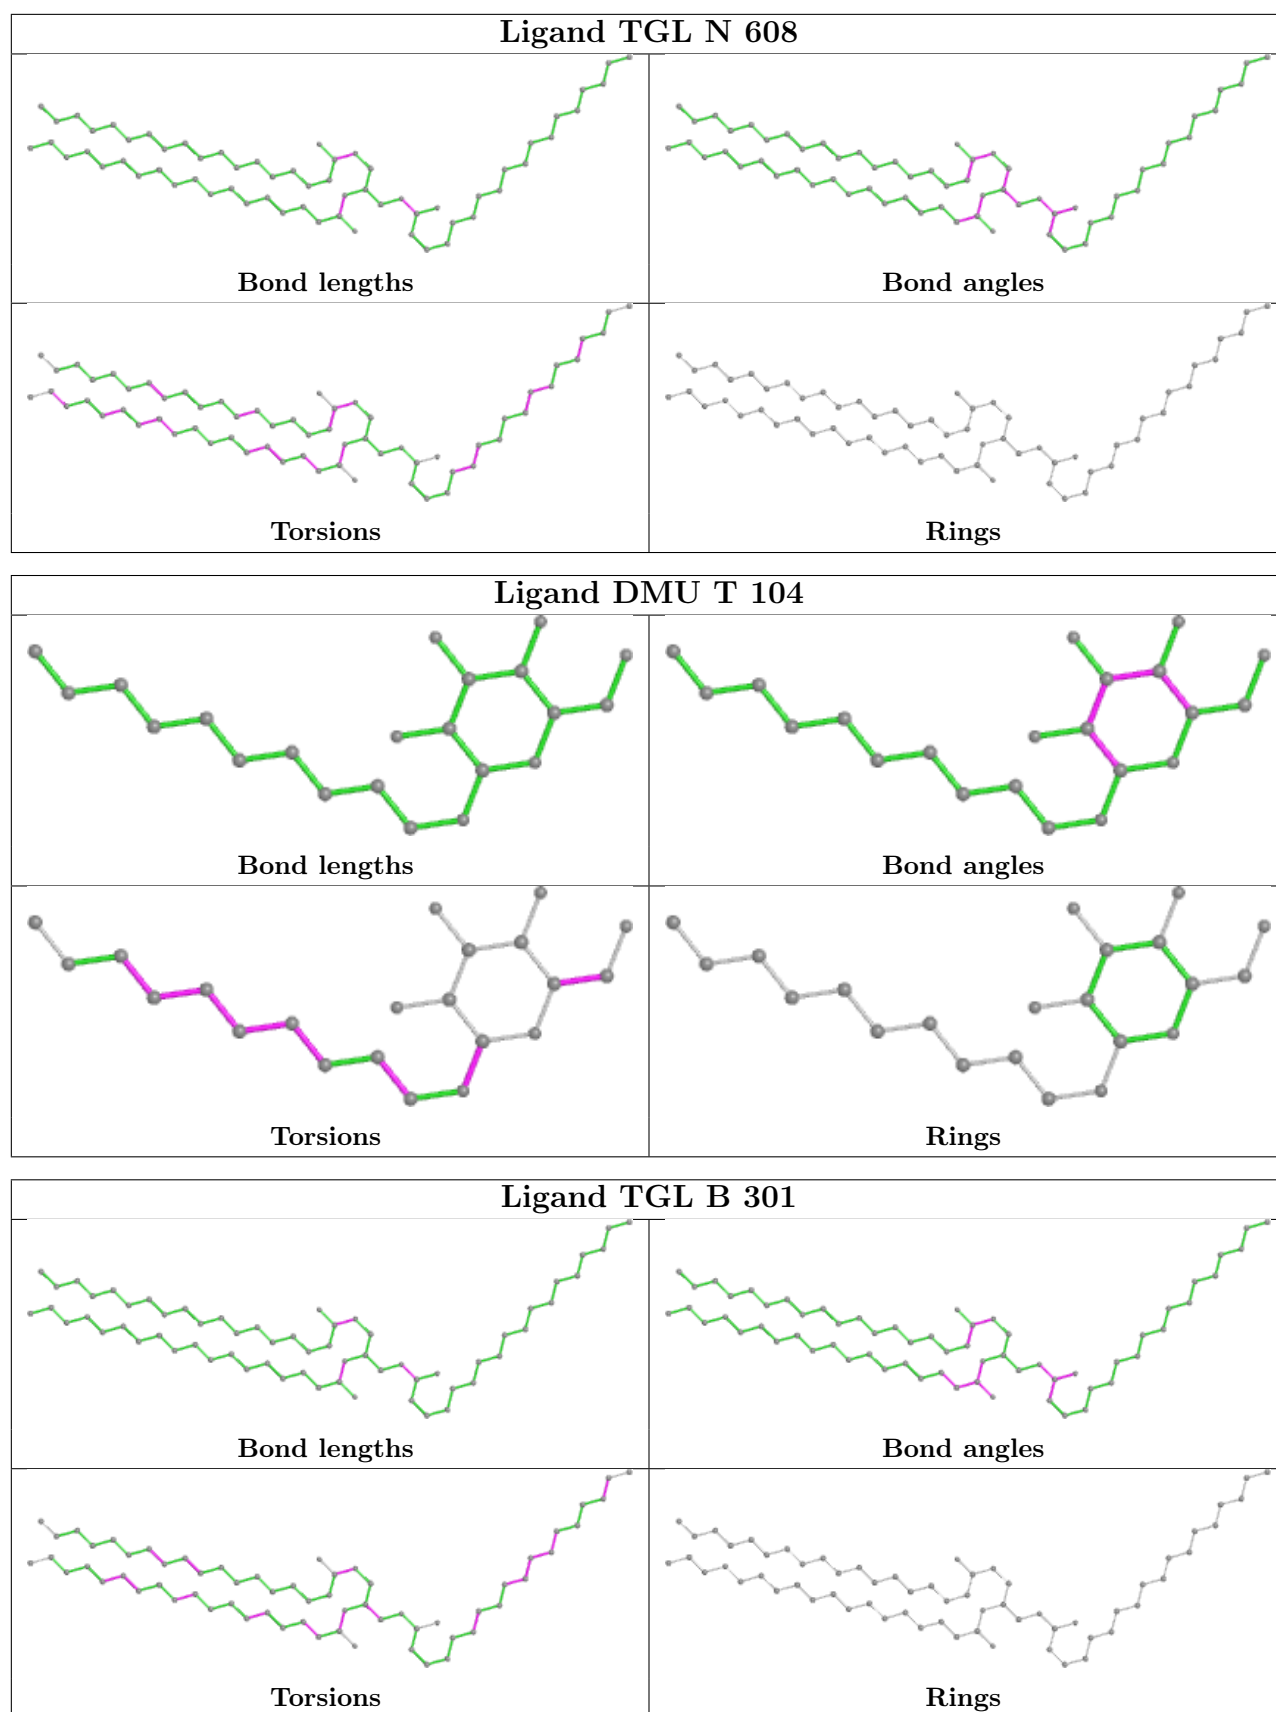 Ligand TGL N 608
Bond lengths
Bond angles
Torsions
Rings
Ligand DMU T 104
Bond lengths
Bond angles
Torsions
Rings
Ligand TGL B 301
Bond lengths
Bond angles
Torsions
Rings